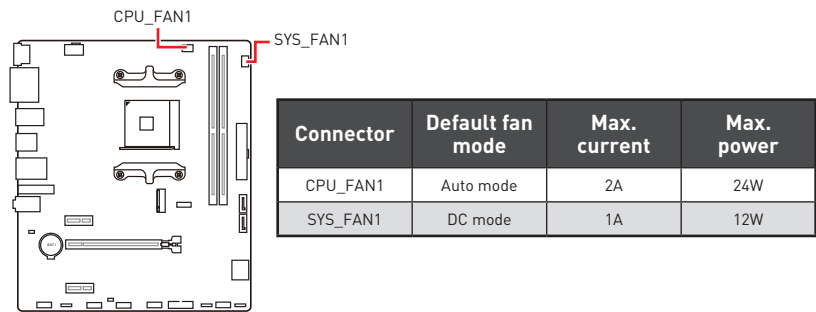 CPU_FAN1
SYS_FAN1
Connector Default fan mode Max. current Max. power
CPU_FAN1 Auto mode 2A 24W
SYS_FAN1 DC mode 1A 12W
BAT1